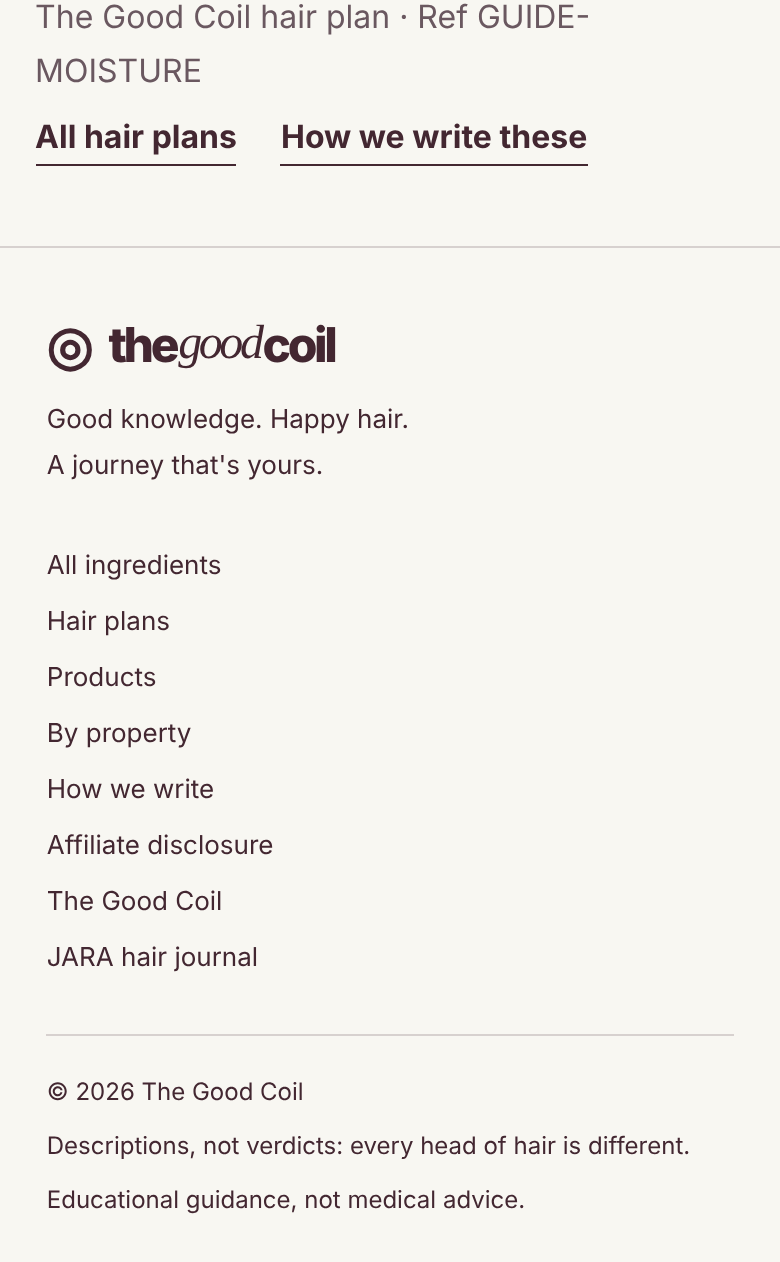 The Good Coil hair plan · Ref GUIDE-
MOISTURE
All hair plans How we write these
thegoodcoil
Good knowledge. Happy hair.
A journey that's yours.
All ingredients
Hair plans
Products
By property
How we write
Affiliate disclosure
The Good Coil
JARA hair journal
© 2026 The Good Coil
Descriptions, not verdicts: every head of hair is different.
Educational guidance, not medical advice.